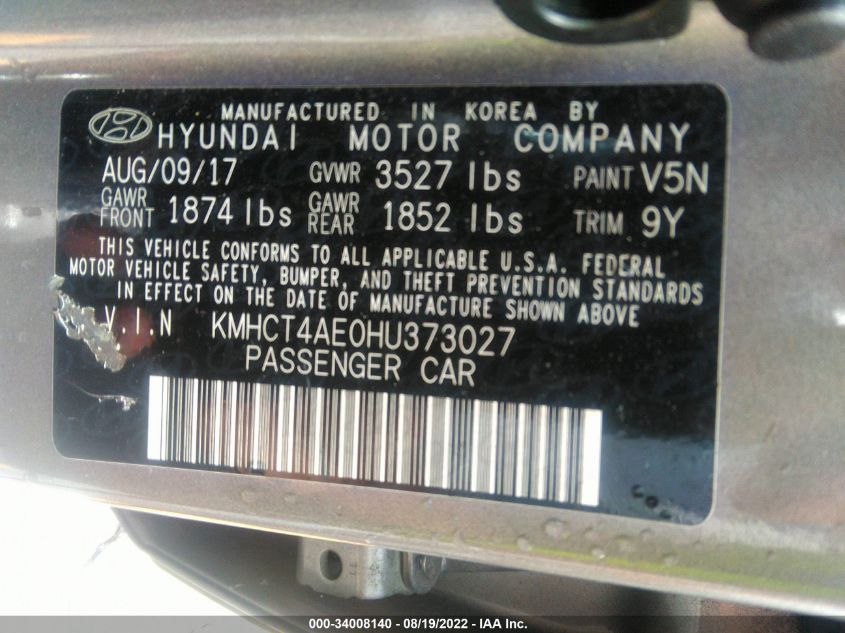 MANUFACTURED IN KOREA BY
HYUNDAI MOTOR COMPANY
AUG/09/17 GVWR 3527 lbs PAINT V5N
GAWR FRONT 1874 lbs GAWR REAR 1852 lbs TRIM 9Y
THIS VEHICLE CONFORMS TO ALL APPLICABLE U.S.A. FEDERAL
MOTOR VEHICLE SAFETY, BUMPER, AND THEFT PREVENTION STANDARDS
IN EFFECT ON THE DATE OF MANUFACTURE SHOWN ABOVE
V.I.N KMHCT4AE0HU373027
PASSENGER CAR
000-34008140 - 08/19/2022 - IAA Inc.